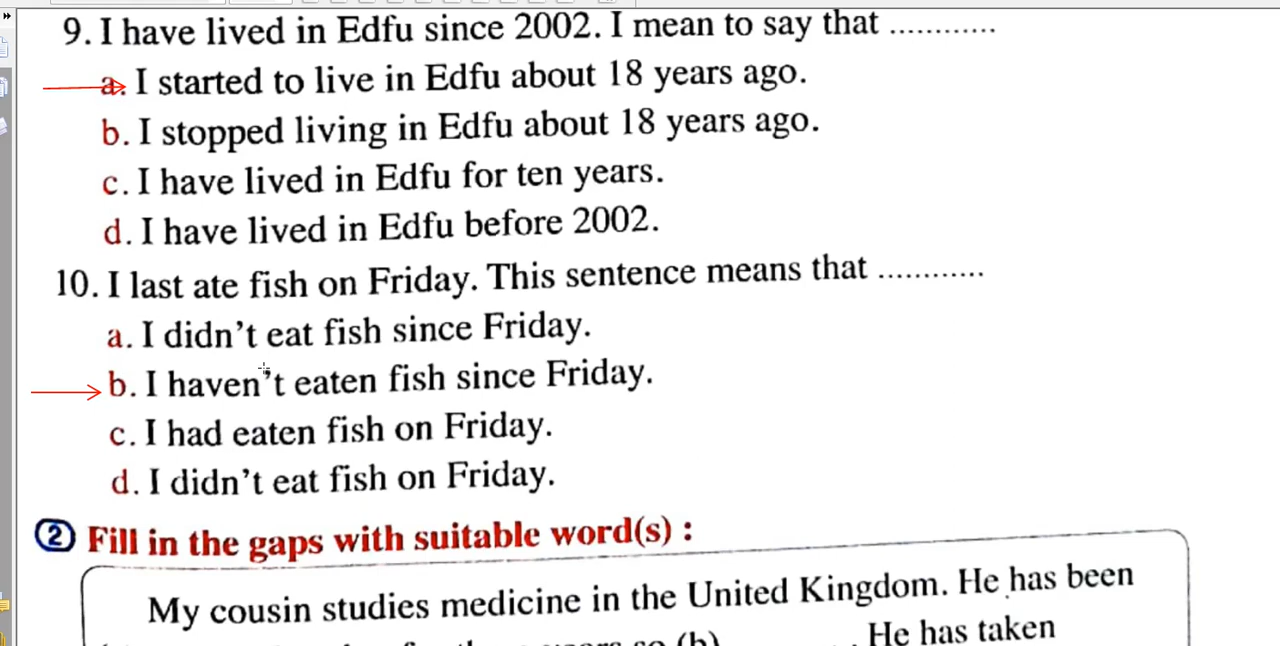 9. I have lived in Edfu since 2002. I mean to say that ............
a. I started to live in Edfu about 18 years ago.
b. I stopped living in Edfu about 18 years ago.
c. I have lived in Edfu for ten years.
d. I have lived in Edfu before 2002.
10. I last ate fish on Friday. This sentence means that ............
a. I didn't eat fish since Friday.
b. I haven't eaten fish since Friday.
c. I had eaten fish on Friday.
d. I didn't eat fish on Friday.
2 Fill in the gaps with suitable word(s) :
My cousin studies medicine in the United Kingdom. He has been
so (b) . He has taken